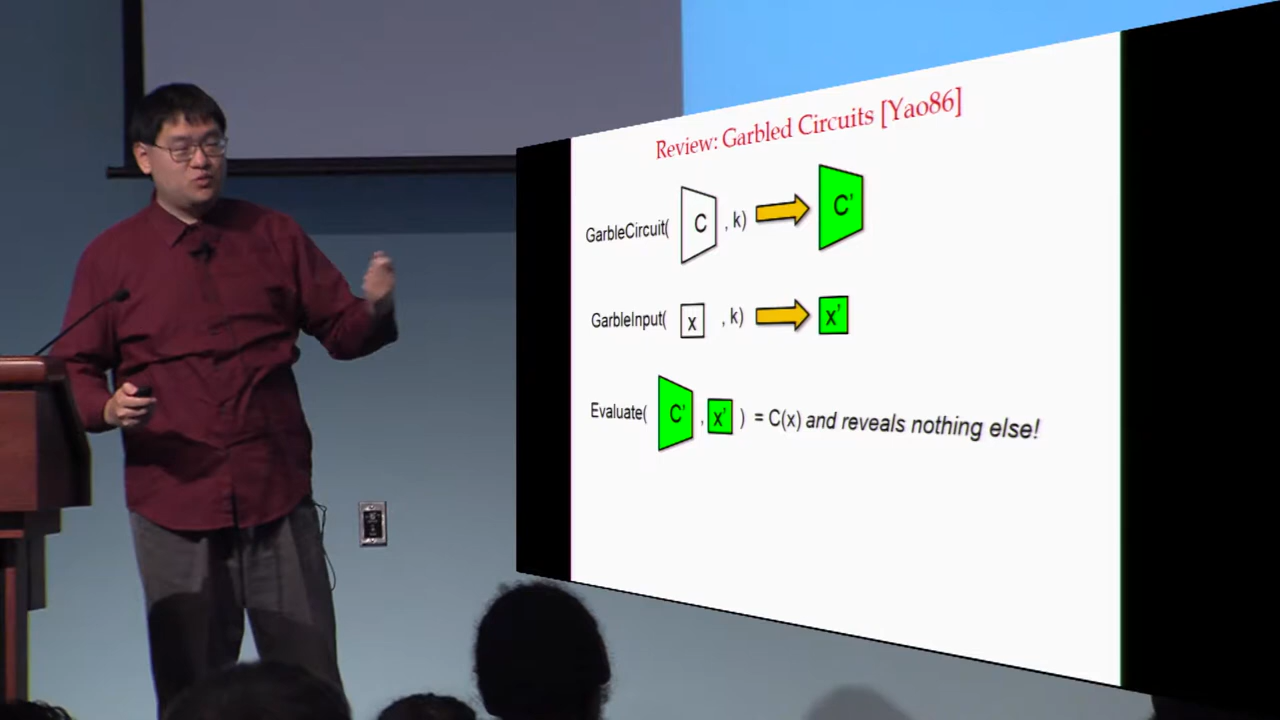 Review: Garbled Circuits [Yao86]
GarbleCircuit( C , k) C'
GarbleInput( x , k) x'
Evaluate( C' , x' ) = C(x) and reveals nothing else!